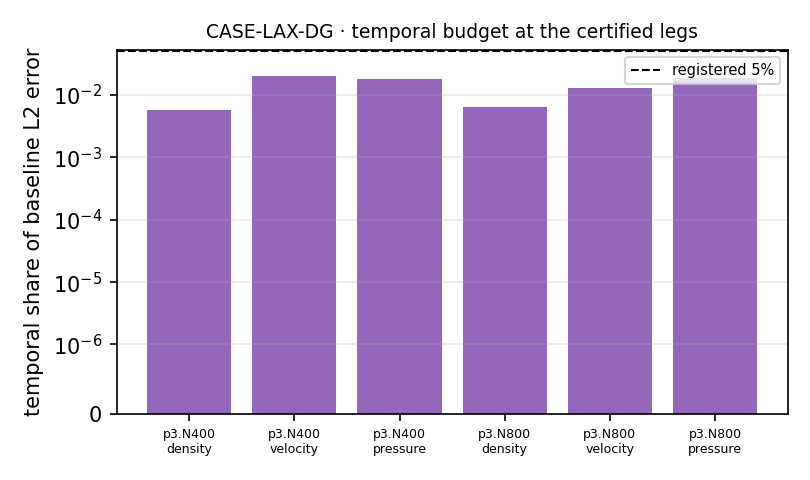 CASE-LAX-DG · temporal budget at the certified legs
temporal share of baseline L2 error
registered 5%
10⁻²
10⁻³
10⁻⁴
10⁻⁵
10⁻⁶
0
p3.N400 density
p3.N400 velocity
p3.N400 pressure
p3.N800 density
p3.N800 velocity
p3.N800 pressure